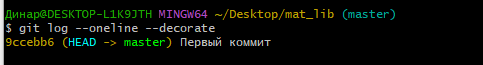 Динар@DESKTOP-L1K9JTH MINGW64 ~/Desktop/mat_lib (master)
$ git log --oneline --decorate
9ccebb6 (HEAD -> master) Первый коммит